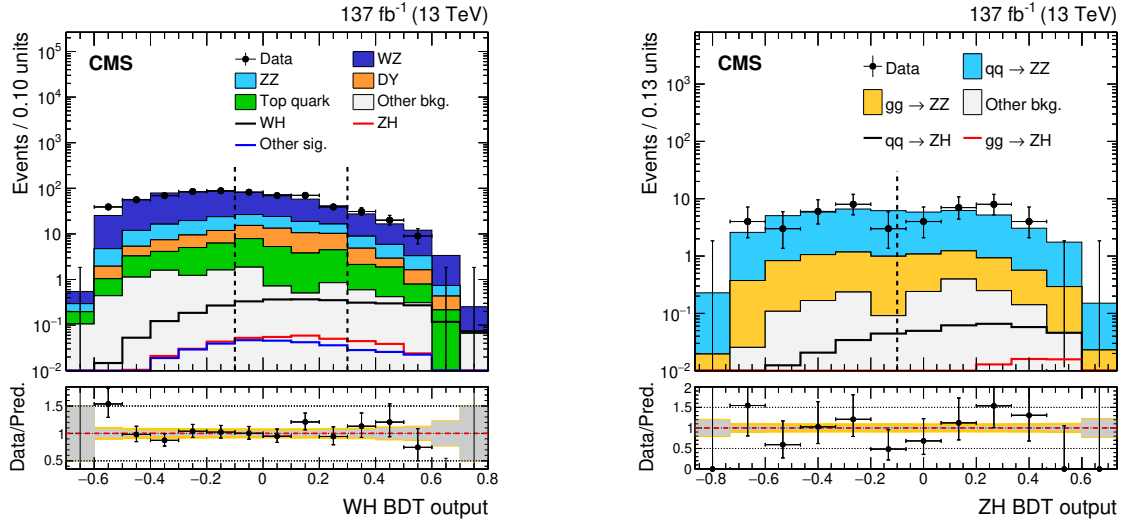 137 fb⁻¹ (13 TeV)
CMS
Data
WZ
ZZ
DY
Top quark
Other bkg.
WH
ZH
Other sig.
Events / 0.10 units
10⁵
10⁴
10³
10²
10
1
10⁻¹
10⁻²
Data/Pred.
1.5
1
0.5
−0.6 −0.4 −0.2 0 0.2 0.4 0.6 0.8
WH BDT output
137 fb⁻¹ (13 TeV)
CMS
Data
qq → ZZ
gg → ZZ
Other bkg.
qq → ZH
gg → ZH
Events / 0.13 units
10³
10²
10
1
10⁻¹
10⁻²
Data/Pred.
2
1.5
1
0.5
0
−0.8 −0.6 −0.4 −0.2 0 0.2 0.4 0.6
ZH BDT output